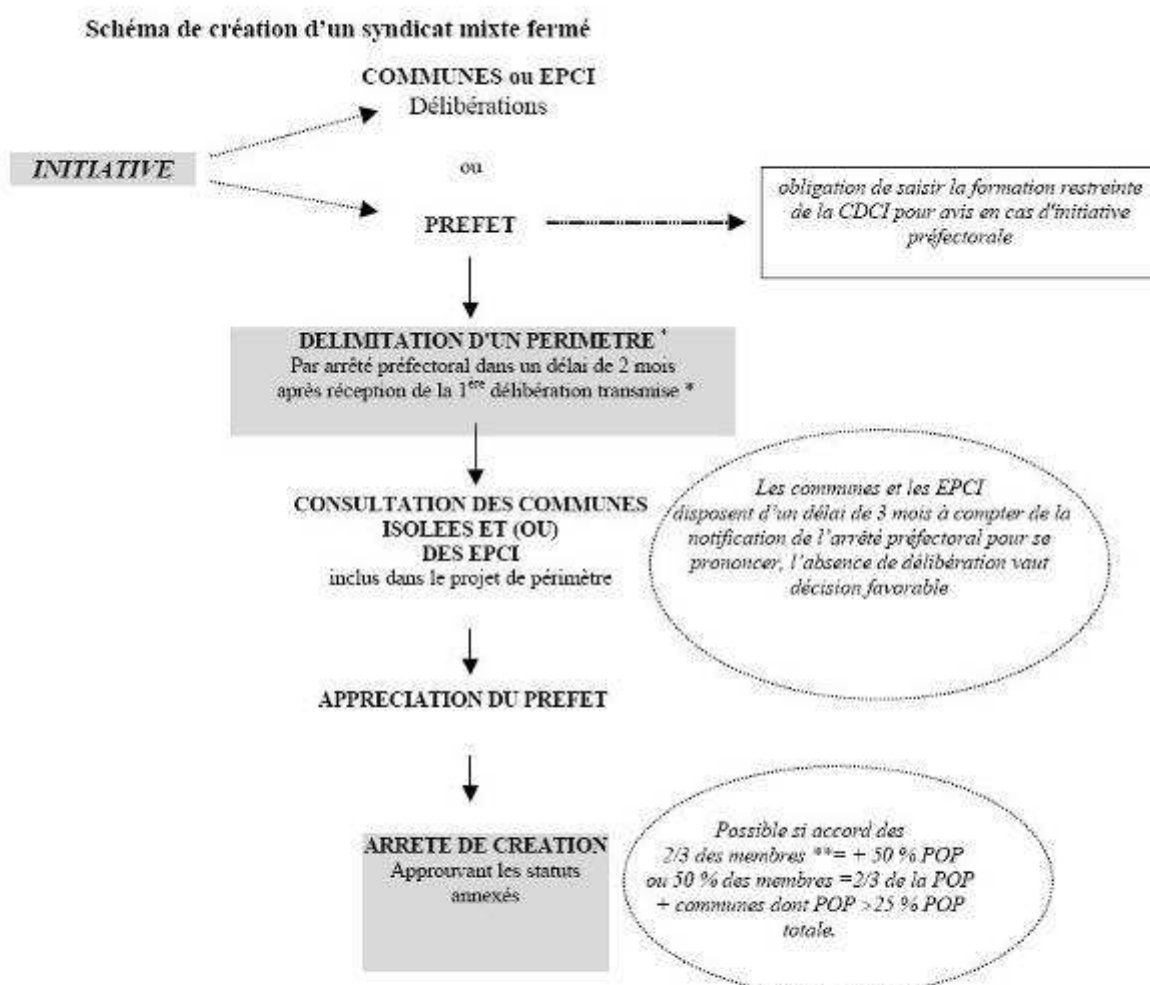 Schéma de création d'un syndicat mixte fermé
COMMUNES ou EPCI
Délibérations
INITIATIVE
ou
PREFET
obligation de saisir la formation restreinte
de la CDCI pour avis en cas d'initiative
préfectorale
DELIMITATION D'UN PERIMETRE *
Par arrêté préfectoral dans un délai de 2 mois
après réception de la 1ère délibération transmise *
CONSULTATION DES COMMUNES
ISOLEES ET (OU)
DES EPCI
inclus dans le projet de périmètre
Les communes et les EPCI
disposent d'un délai de 3 mois à compter de la
notification de l'arrêté préfectoral pour se
prononcer, l'absence de délibération vaut
décision favorable
APPRECIATION DU PREFET
ARRETE DE CREATION
Approuvant les statuts
annexés
Possible si accord des
2/3 des membres **= + 50 % POP
ou 50 % des membres =2/3 de la POP
+ communes dont POP >25 % POP
totale.